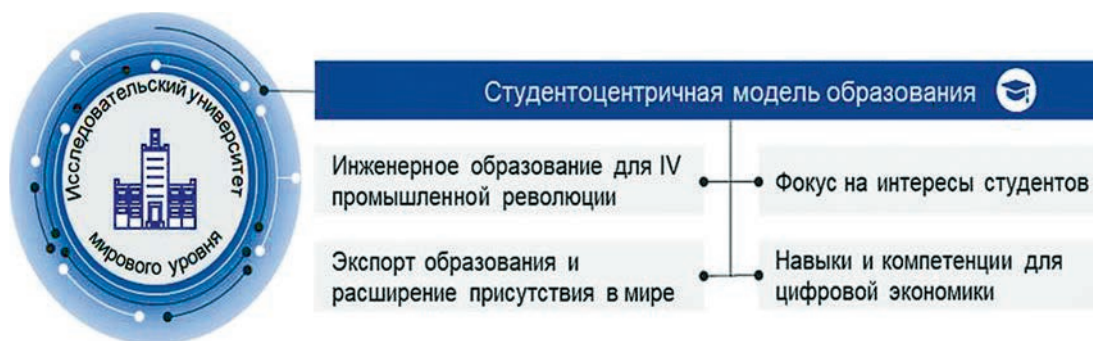 Исследовательский университет
мирового уровня
Студентоцентричная модель образования
Инженерное образование для IV
промышленной революции
Фокус на интересы студентов
Экспорт образования и
расширение присутствия в мире
Навыки и компетенции для
цифровой экономики